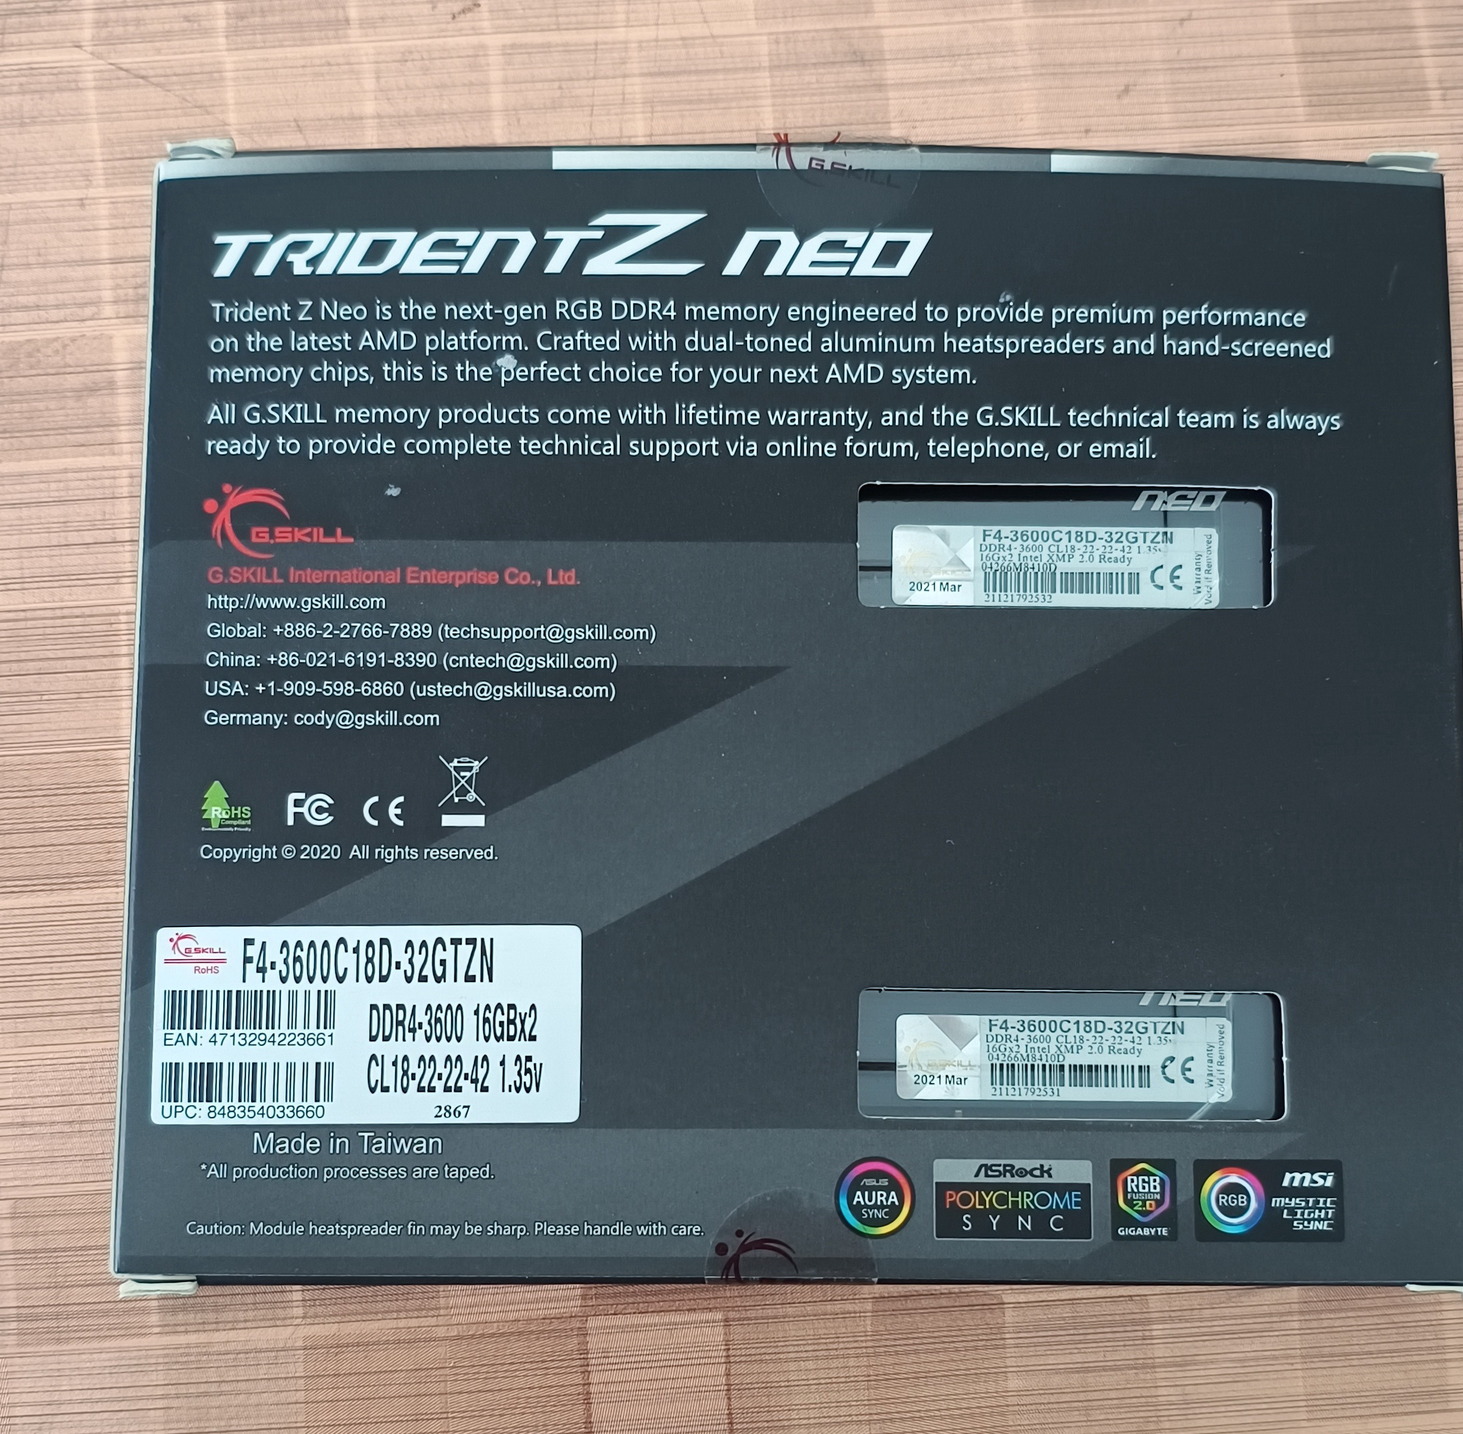 G.SKILL
TRIDENTZ NEO
Trident Z Neo is the next-gen RGB DDR4 memory engineered to provide premium performance
on the latest AMD platform. Crafted with dual-toned aluminum heatspreaders and hand-screened
memory chips, this is the perfect choice for your next AMD system.
All G.SKILL memory products come with lifetime warranty, and the G.SKILL technical team is always
ready to provide complete technical support via online forum, telephone, or email.
G.SKILL
G.SKILL International Enterprise Co., Ltd.
http://www.gskill.com
Global: +886-2-2766-7889 (techsupport@gskill.com)
China: +86-021-6191-8390 (cntech@gskill.com)
USA: +1-909-598-6860 (ustech@gskillusa.com)
Germany: cody@gskill.com
NEO
F4-3600C18D-32GTZN
DDR4-3600 CL18-22-22-42 1.35v
16Gx2 Intel XMP 2.0 Ready
04266M8410D
2021 Mar
21121792532
CE
Warranty
Void if Removed
RoHS
Compliant
Environmentally Friendly
FC CE
Copyright © 2020 All rights reserved.
G.SKILL
RoHS
F4-3600C18D-32GTZN
EAN: 4713294223661
DDR4-3600 16GBx2
CL18-22-22-42 1.35v
UPC: 848354033660
2867
NEO
F4-3600C18D-32GTZN
DDR4-3600 CL18-22-22-42 1.35v
16Gx2 Intel XMP 2.0 Ready
04266M8410D
2021 Mar
21121792531
CE
Warranty
Void if Removed
Made in Taiwan
*All production processes are taped.
Caution: Module heatspreader fin may be sharp. Please handle with care.
ASUS
AURA
SYNC
ASRock
POLYCHROME
SYNC
RGB
FUSION
2.0
GIGABYTE
RGB
msi
MYSTIC
LIGHT
SYNC